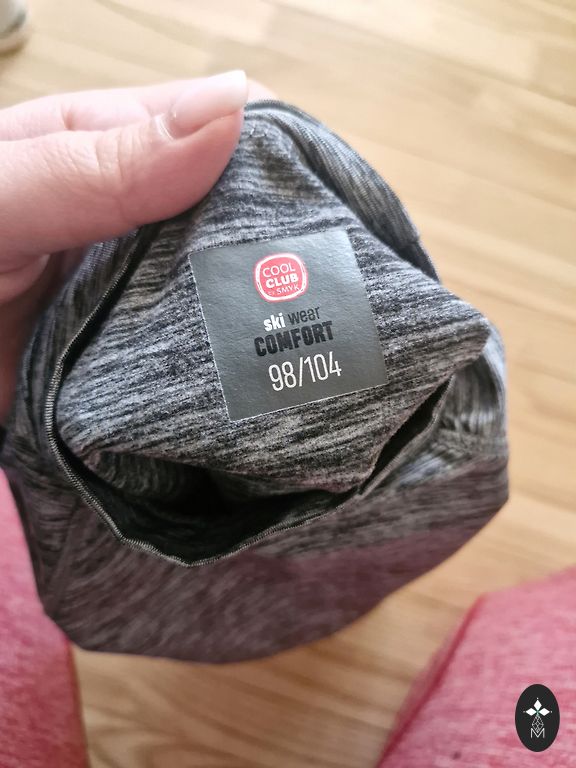 COOL
CLUB
BY SMYK
ski wear
COMFORT
98/104
M